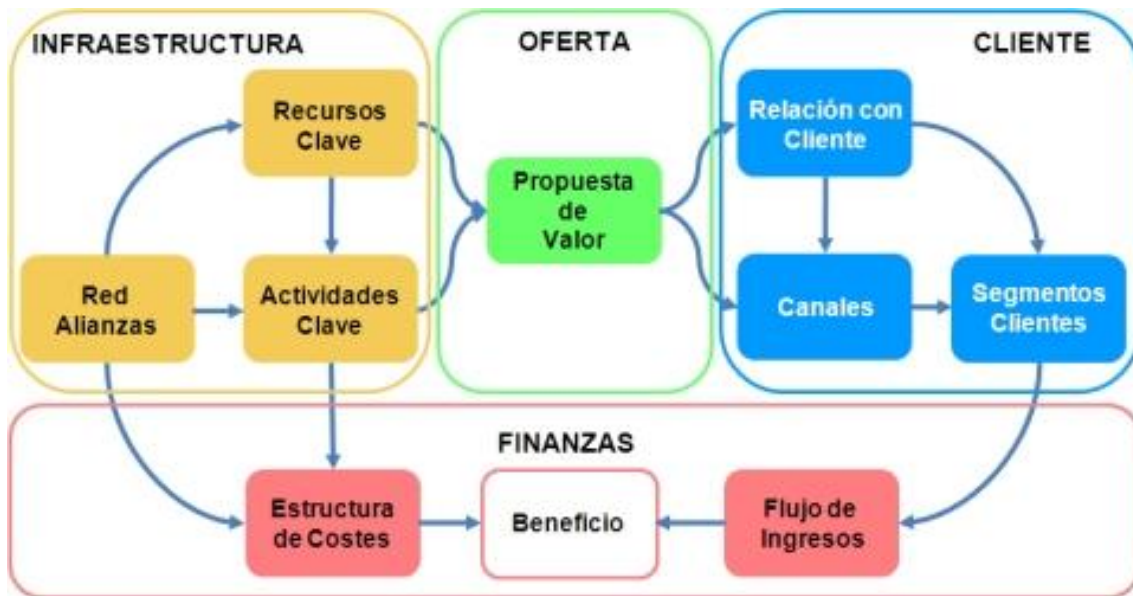 INFRAESTRUCTURA
OFERTA
CLIENTE
Recursos
Clave
Relación con
Cliente
Propuesta
de
Valor
Red
Alianzas
Actividades
Clave
Canales
Segmentos
Clientes
FINANZAS
Estructura
de Costes
Beneficio
Flujo de
Ingresos